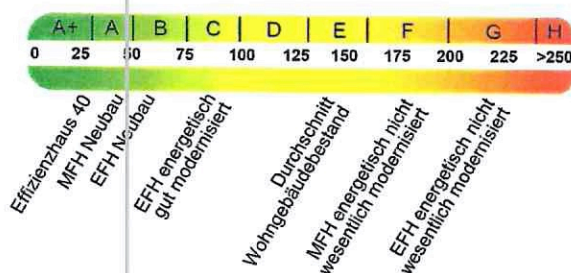 A+ A B C D E F G H
0 25 50 75 100 125 150 175 200 225 >250
Effizienzhaus 40
MFH Neubau
EFH Neubau
EFH energetisch
gut modernisiert
Durchschnitt
Wohngebäudebestand
MFH energetisch nicht
wesentlich modernisiert
EFH energetisch nicht
wesentlich modernisiert